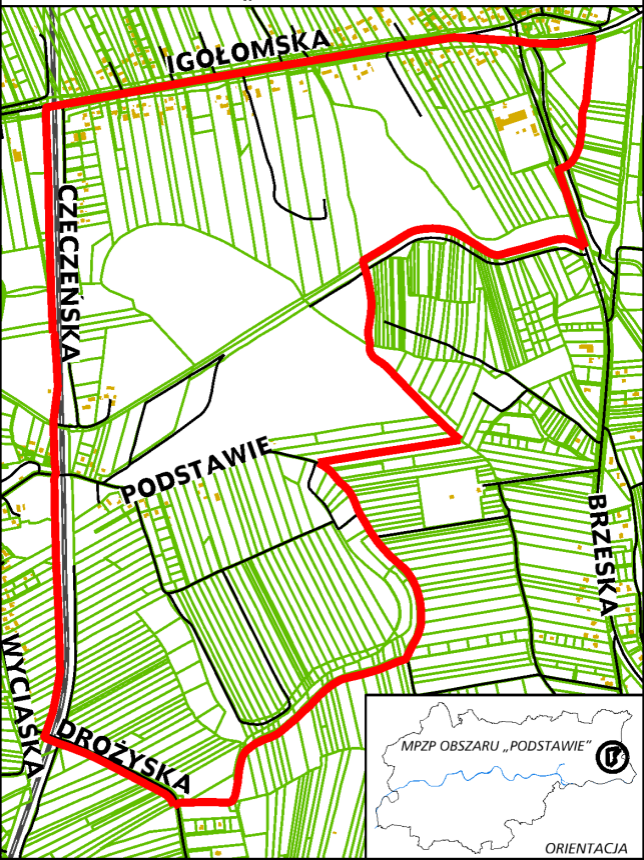 IGOŁOMSKA
CZECZEŃSKA
PODSTAWIE
BRZESKA
WYCIĄSKA
DROŻYSKA
MPZP OBSZARU „PODSTAWIE”
ORIENTACJA